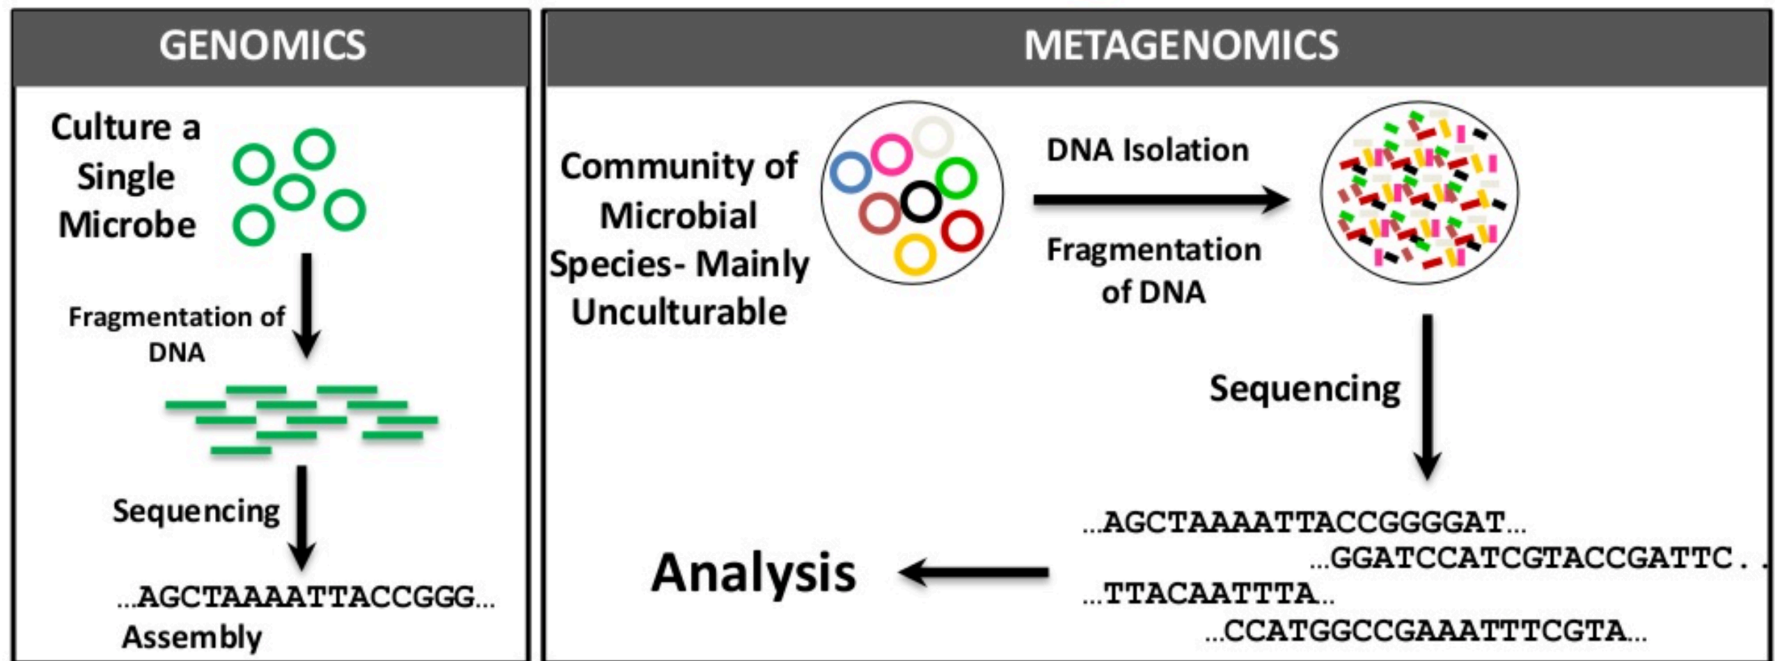 GENOMICS
Culture a
Single
Microbe
Fragmentation of
DNA
Sequencing
...AGCTAAAATTACCGGG...
Assembly
METAGENOMICS
Community of
Microbial
Species- Mainly
Unculturable
DNA Isolation
Fragmentation
of DNA
Sequencing
...AGCTAAAATTACCGGGGAT...
...GGATCCATCGTACCGATTC..
...TTACAATTTA...
...CCATGGCCGAAATTTCGTA...
Analysis